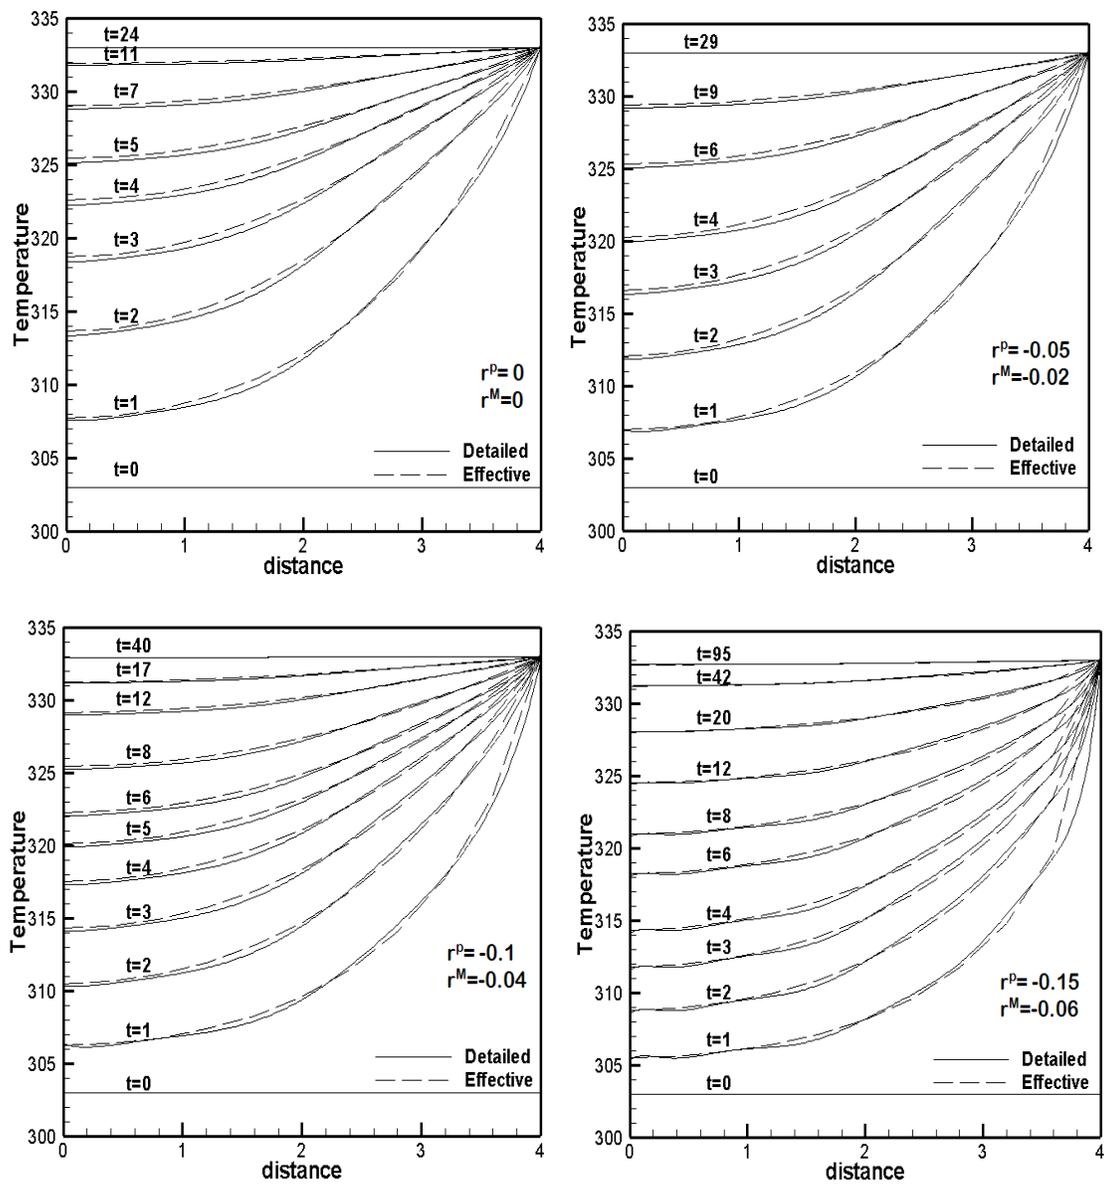 335
330
325
320
315
310
305
300
Temperature
t=24
t=11
t=7
t=5
t=4
t=3
t=2
t=1
t=0
rᵖ= 0
rᴹ=0
Detailed
Effective
0
1
2
3
4
distance
335
330
325
320
315
310
305
300
Temperature
t=29
t=9
t=6
t=4
t=3
t=2
t=1
t=0
rᵖ= -0.05
rᴹ=-0.02
Detailed
Effective
0
1
2
3
4
distance
335
330
325
320
315
310
305
300
Temperature
t=40
t=17
t=12
t=8
t=6
t=5
t=4
t=3
t=2
t=1
t=0
rᵖ= -0.1
rᴹ=-0.04
Detailed
Effective
0
1
2
3
4
distance
335
330
325
320
315
310
305
300
Temperature
t=95
t=42
t=20
t=12
t=8
t=6
t=4
t=3
t=2
t=1
t=0
rᵖ= -0.15
rᴹ=-0.06
Detailed
Effective
0
1
2
3
4
distance